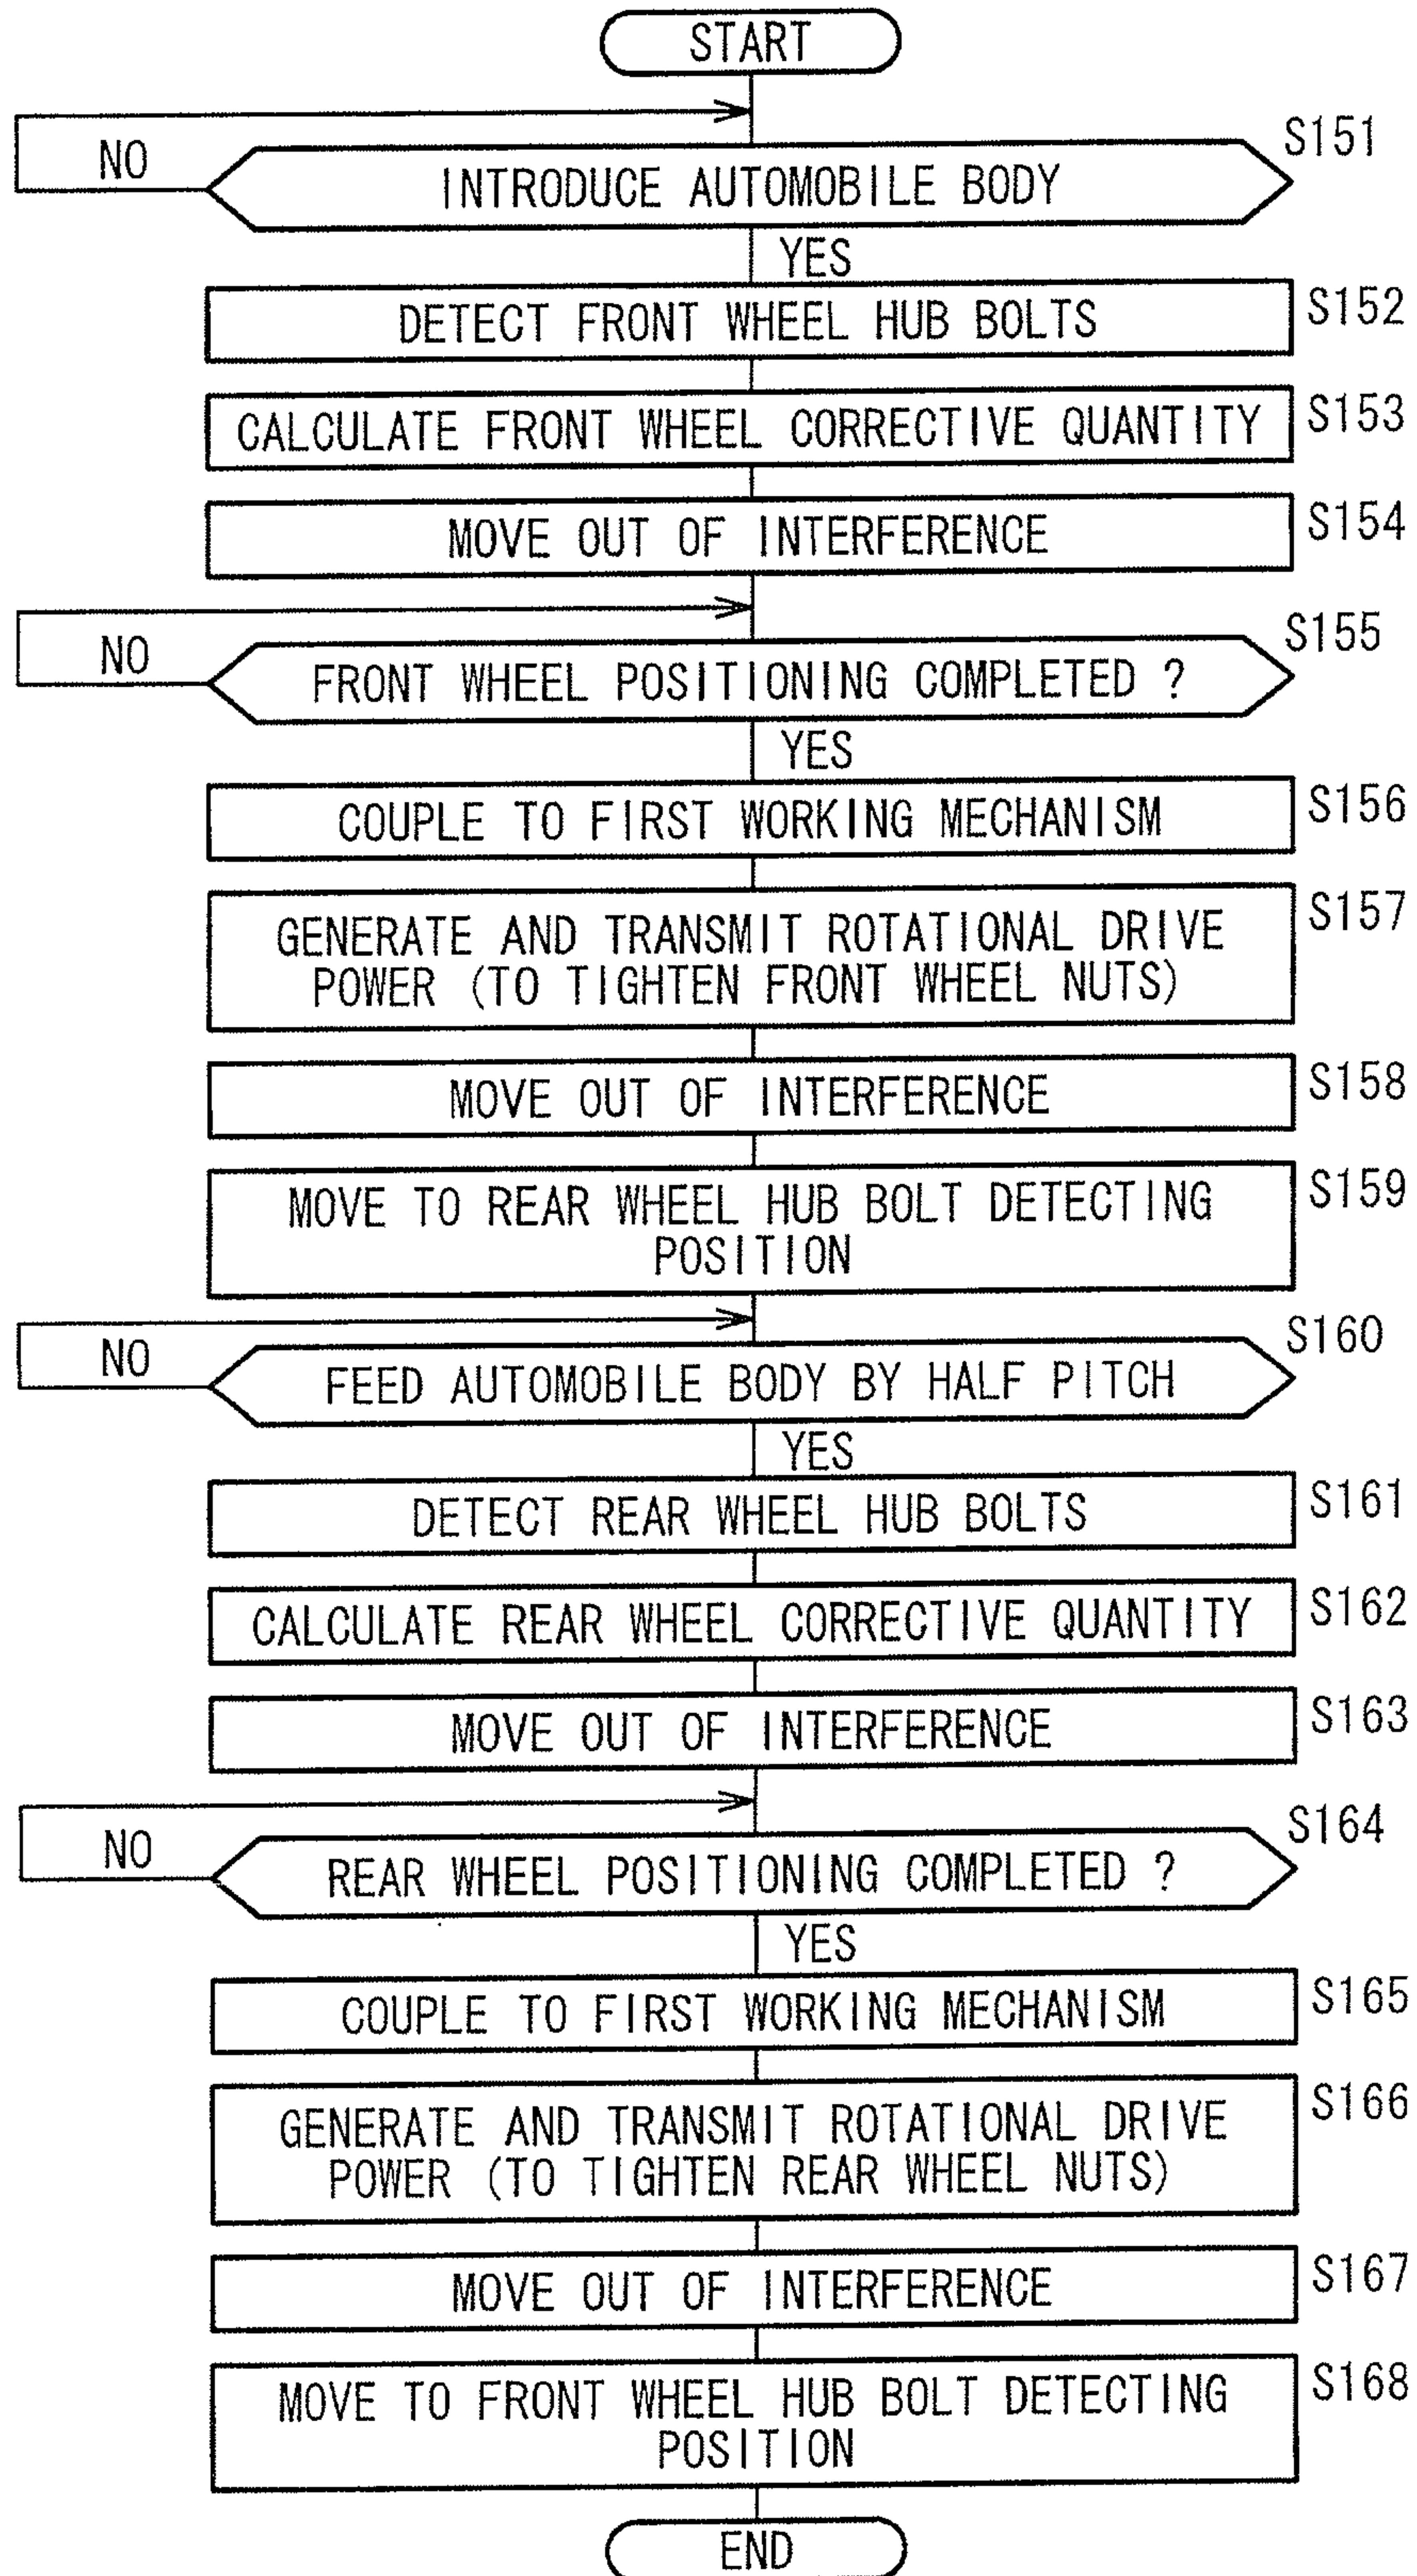 START
S151
NO
INTRODUCE AUTOMOBILE BODY
YES
DETECT FRONT WHEEL HUB BOLTS
S152
CALCULATE FRONT WHEEL CORRECTIVE QUANTITY
S153
MOVE OUT OF INTERFERENCE
S154
S155
NO
FRONT WHEEL POSITIONING COMPLETED ?
YES
COUPLE TO FIRST WORKING MECHANISM
S156
GENERATE AND TRANSMIT ROTATIONAL DRIVE
POWER (TO TIGHTEN FRONT WHEEL NUTS)
S157
MOVE OUT OF INTERFERENCE
S158
MOVE TO REAR WHEEL HUB BOLT DETECTING
POSITION
S159
S160
NO
FEED AUTOMOBILE BODY BY HALF PITCH
YES
DETECT REAR WHEEL HUB BOLTS
S161
CALCULATE REAR WHEEL CORRECTIVE QUANTITY
S162
MOVE OUT OF INTERFERENCE
S163
S164
NO
REAR WHEEL POSITIONING COMPLETED ?
YES
COUPLE TO FIRST WORKING MECHANISM
S165
GENERATE AND TRANSMIT ROTATIONAL DRIVE
POWER (TO TIGHTEN REAR WHEEL NUTS)
S166
MOVE OUT OF INTERFERENCE
S167
MOVE TO FRONT WHEEL HUB BOLT DETECTING
POSITION
S168
END